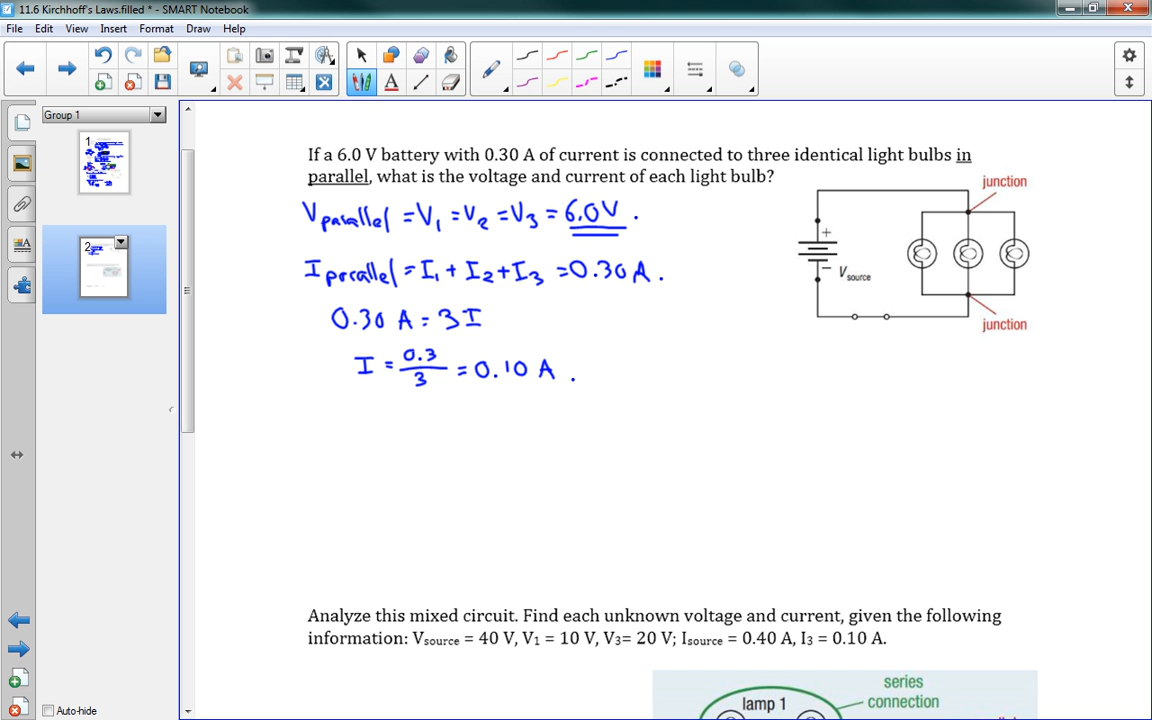 11.6 Kirchhoff's Laws.filled * - SMART Notebook
File Edit View Insert Format Draw Help
Group 1
1
2
If a 6.0 V battery with 0.30 A of current is connected to three identical light bulbs in
parallel, what is the voltage and current of each light bulb?
Vparallel = V1 = V2 = V3 = 6.0V.
Iparallel = I1 + I2 + I3 = 0.30A.
0.30 A = 3I
I = 0.3/3 = 0.10 A.
junction
+
−
Vsource
junction
Analyze this mixed circuit. Find each unknown voltage and current, given the following
information: Vsource = 40 V, V1 = 10 V, V3= 20 V; Isource = 0.40 A, I3 = 0.10 A.
series
connection
lamp 1
Auto-hide